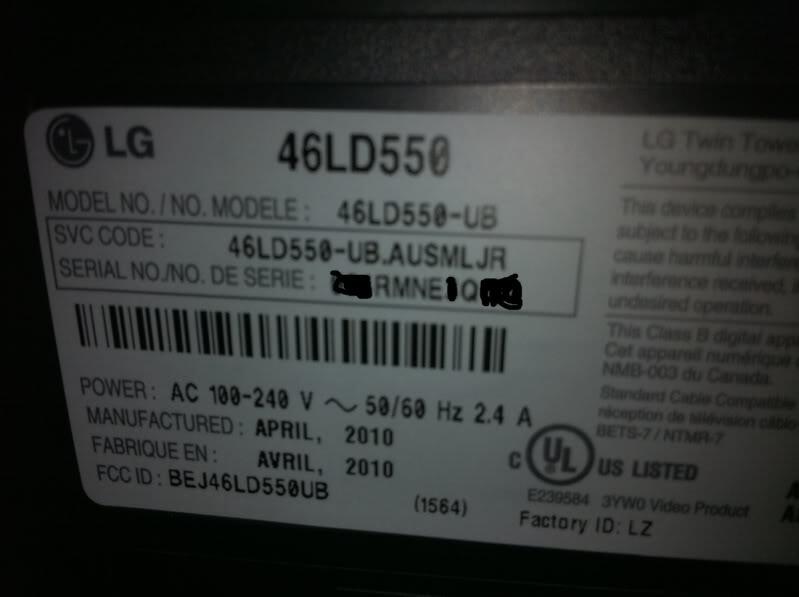 LG
46LD550
MODEL NO. / NO. MODELE : 46LD550-UB
SVC CODE : 46LD550-UB.AUSMLJR
SERIAL NO./NO. DE SERIE : RMNE Q
POWER : AC 100-240 V ~ 50/60 Hz 2.4 A
MANUFACTURED : APRIL, 2010
FABRIQUE EN : AVRIL, 2010
FCC ID : BEJ46LD550UB
(1564)
LG Twin Towe
Youngdungpo-
This device complies
subject to the following
cause harmful interfere
interference received, i
undesired operation.
This Class B digital app
Cet appareil numérique
NMB-003 du Canada.
Standard Cable Compatible
réception de télévision câblo
BETS-7 / NTMR-7
C UL US LISTED
E239584 3YW0 Video Product
Factory ID: LZ